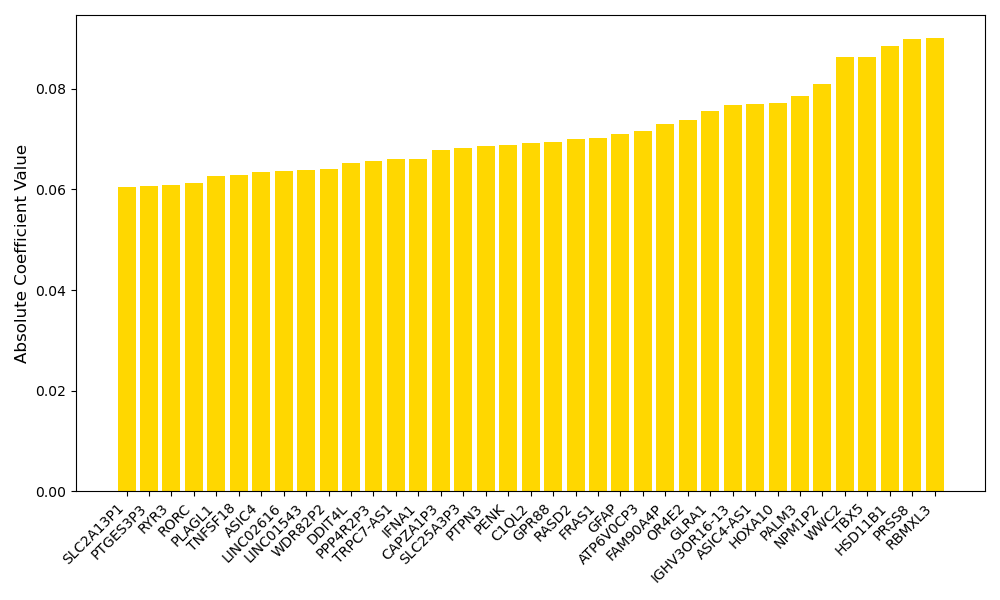 Absolute Coefficient Value
0.08
0.06
0.04
0.02
0.00
SLC2A13P1
PTGES3P3
RYR3
RORC
PLAGL1
TNFSF18
ASIC4
LINC02616
LINC01543
WDR82P2
DDIT4L
PPP4R2P3
TRPC7-AS1
IFNA1
CAPZA1P3
SLC25A3P3
PTPN3
PENK
C1QL2
GPR88
RASD2
FRAS1
GFAP
ATP6V0CP3
FAM90A4P
OR4E2
GLRA1
IGHV3OR16-13
ASIC4-AS1
HOXA10
PALM3
NPM1P2
WWC2
TBX5
HSD11B1
PRSS8
RBMXL3